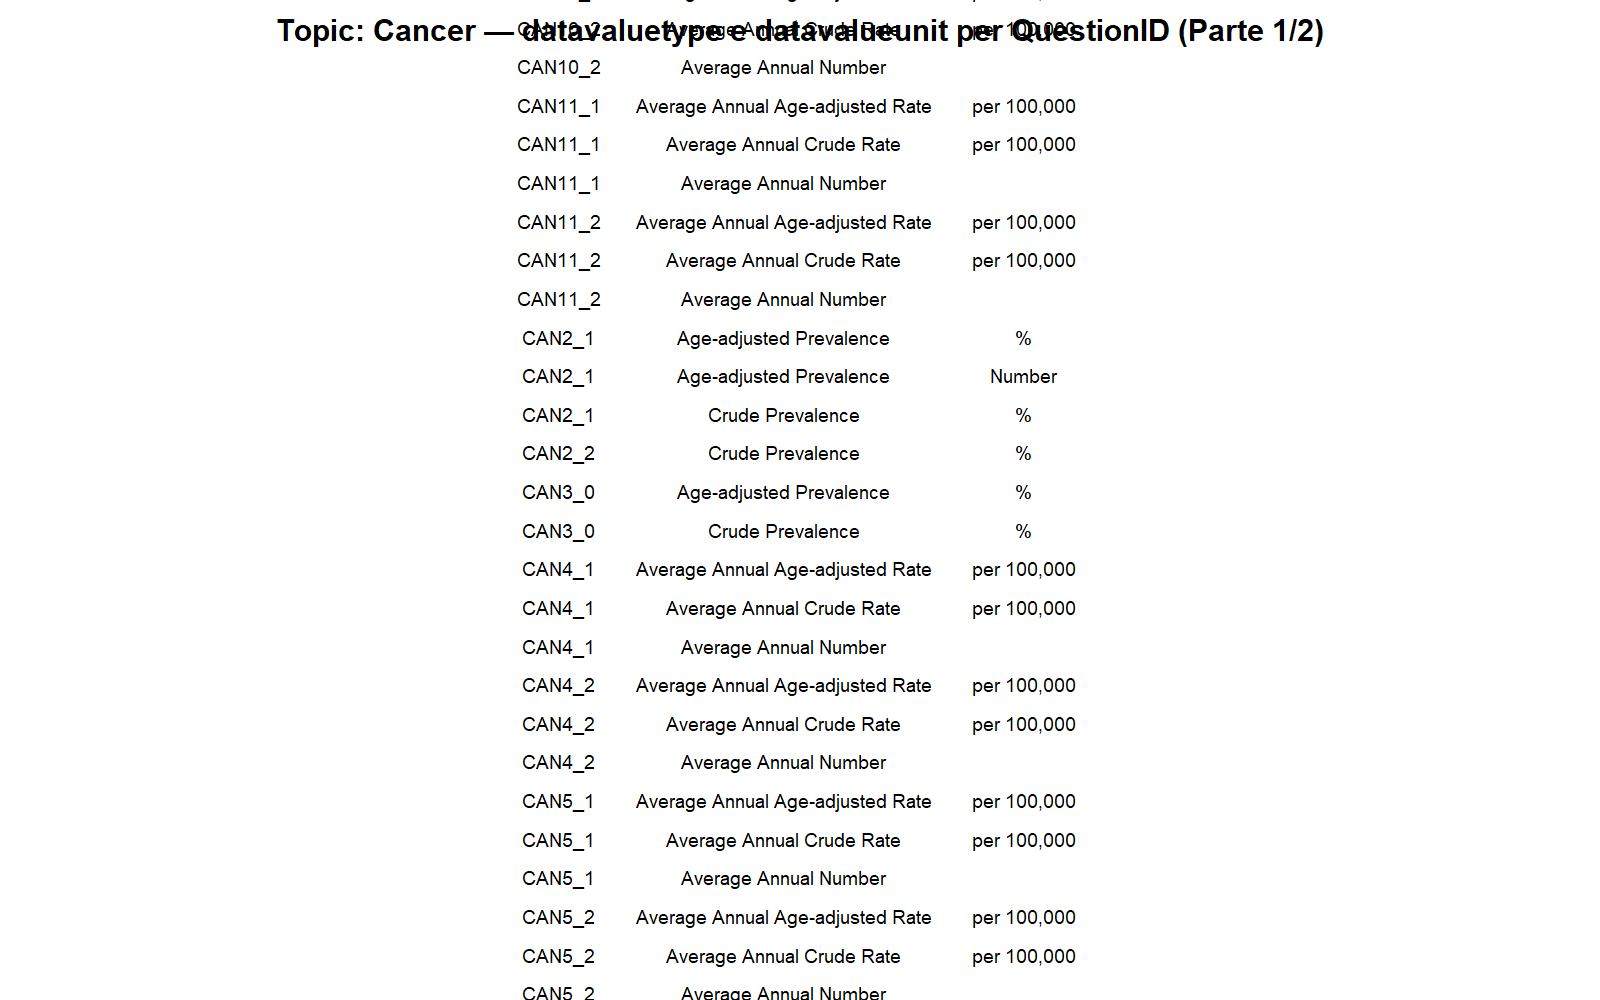 Topic: Cancer — datavaluetype e datavalueunit per QuestionID (Parte 1/2)
CAN10_2 Average Annual Crude Rate per 100,000
CAN10_2 Average Annual Number
CAN11_1 Average Annual Age-adjusted Rate per 100,000
CAN11_1 Average Annual Crude Rate per 100,000
CAN11_1 Average Annual Number
CAN11_2 Average Annual Age-adjusted Rate per 100,000
CAN11_2 Average Annual Crude Rate per 100,000
CAN11_2 Average Annual Number
CAN2_1 Age-adjusted Prevalence %
CAN2_1 Age-adjusted Prevalence Number
CAN2_1 Crude Prevalence %
CAN2_2 Crude Prevalence %
CAN3_0 Age-adjusted Prevalence %
CAN3_0 Crude Prevalence %
CAN4_1 Average Annual Age-adjusted Rate per 100,000
CAN4_1 Average Annual Crude Rate per 100,000
CAN4_1 Average Annual Number
CAN4_2 Average Annual Age-adjusted Rate per 100,000
CAN4_2 Average Annual Crude Rate per 100,000
CAN4_2 Average Annual Number
CAN5_1 Average Annual Age-adjusted Rate per 100,000
CAN5_1 Average Annual Crude Rate per 100,000
CAN5_1 Average Annual Number
CAN5_2 Average Annual Age-adjusted Rate per 100,000
CAN5_2 Average Annual Crude Rate per 100,000
CAN5_2 Average Annual Number